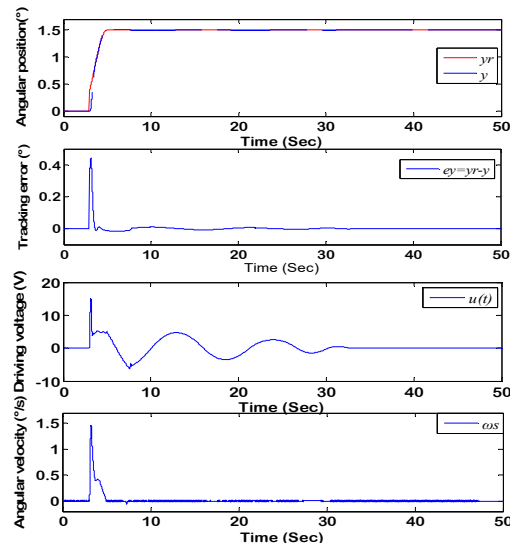 Angular position(°)
1.5
1
0.5
0
yr
y
0 10 20 30 40 50
Time (Sec)
Tracking error (°)
0.4
0.2
0
ey=yr-y
0 10 20 30 40 50
Time (Sec)
Driving voltage (V)
20
10
0
-10
u(t)
0 10 20 30 40 50
Time (Sec)
Angular velocity (°/s)
1.5
1
0.5
0
ωs
0 10 20 30 40 50
Time (Sec)